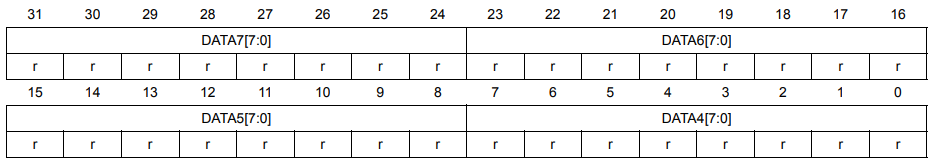 31 30 29 28 27 26 25 24 23 22 21 20 19 18 17 16
DATA7[7:0] DATA6[7:0]
r r r r r r r r r r r r r r r r
15 14 13 12 11 10 9 8 7 6 5 4 3 2 1 0
DATA5[7:0] DATA4[7:0]
r r r r r r r r r r r r r r r r